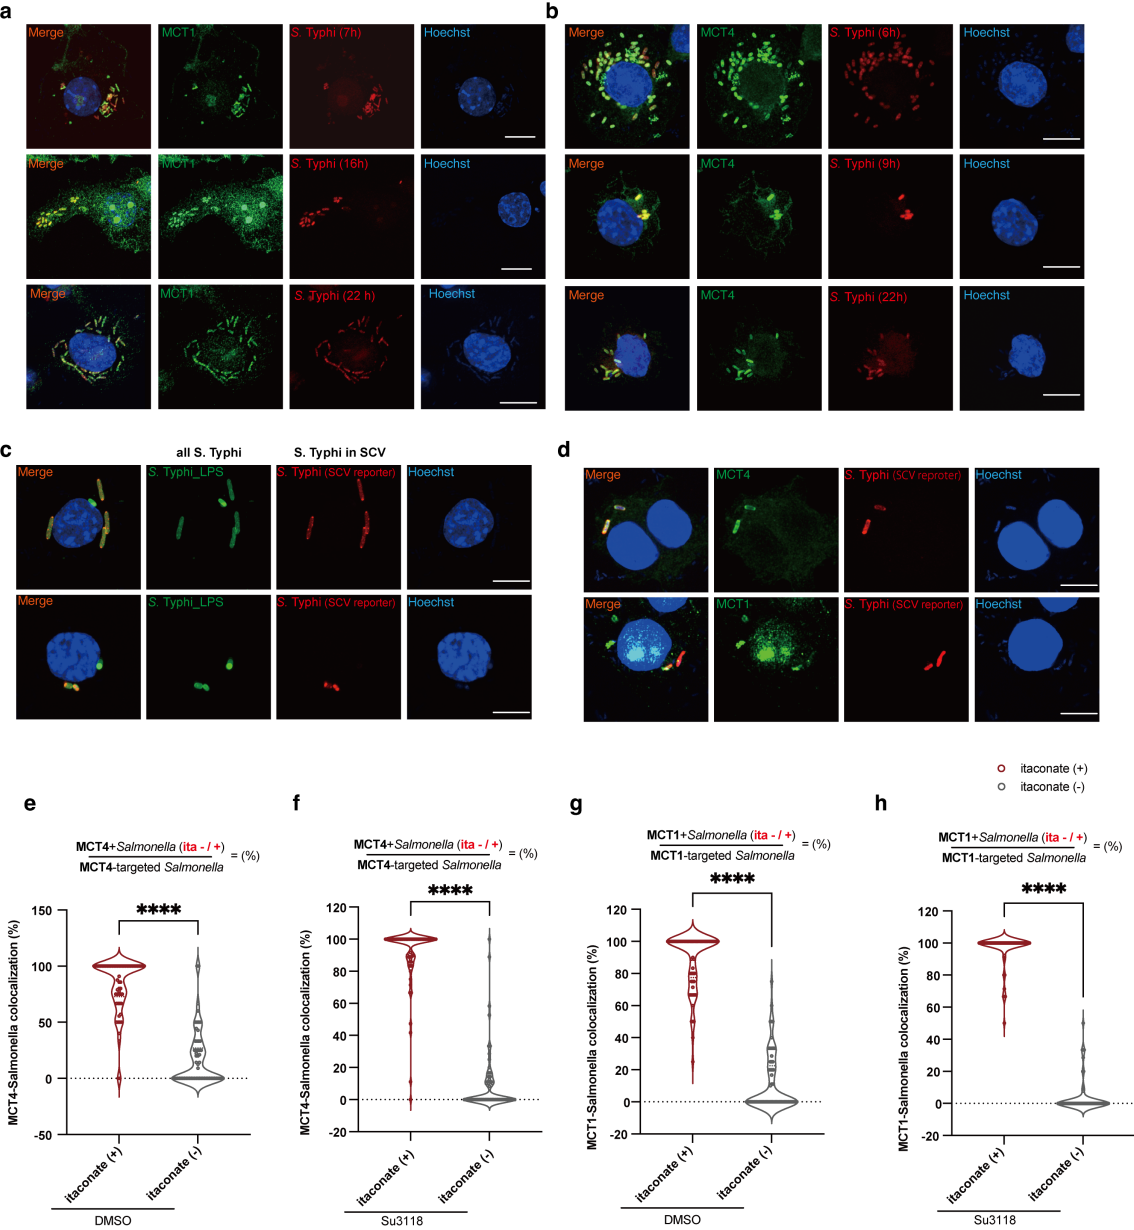 a
Merge
MCT1
S. Typhi (7h)
Hoechst
Merge
MCT1
S. Typhi (16h)
Hoechst
Merge
MCT1
S. Typhi (22 h)
Hoechst
b
Merge
MCT4
S. Typhi (6h)
Hoechst
Merge
MCT4
S. Typhi (9h)
Hoechst
Merge
MCT4
S. Typhi (22h)
Hoechst
c
all S. Typhi
S. Typhi in SCV
Merge
S. Typhi_LPS
S. Typhi (SCV reporter)
Hoechst
Merge
S. Typhi_LPS
S. Typhi (SCV reporter)
Hoechst
d
Merge
MCT4
S. Typhi (SCV reproter)
Hoechst
Merge
MCT1
S. Typhi (SCV reporter)
Hoechst
itaconate (+)
itaconate (-)
e
MCT4+Salmonella (ita - / +)
MCT4-targeted Salmonella
= (%)
****
MCT4-Salmonella colocalization (%)
150
100
50
0
-50
itaconate (+)
itaconate (-)
DMSO
f
MCT4+Salmonella (ita - / +)
MCT4-targeted Salmonella
= (%)
****
MCT4-Salmonella colocalization (%)
120
100
80
60
40
20
0
-20
itaconate (+)
itaconate (-)
Su3118
g
MCT1+Salmonella (ita - / +)
MCT1-targeted Salmonella
= (%)
****
MCT1-Salmonella colocalization (%)
120
100
80
60
40
20
0
-20
itaconate (+)
itaconate (-)
DMSO
h
MCT1+Salmonella (ita - / +)
MCT1-targeted Salmonella
= (%)
****
MCT1-Salmonella colocalization (%)
120
100
80
60
40
20
0
-20
itaconate (+)
itaconate (-)
Su3118